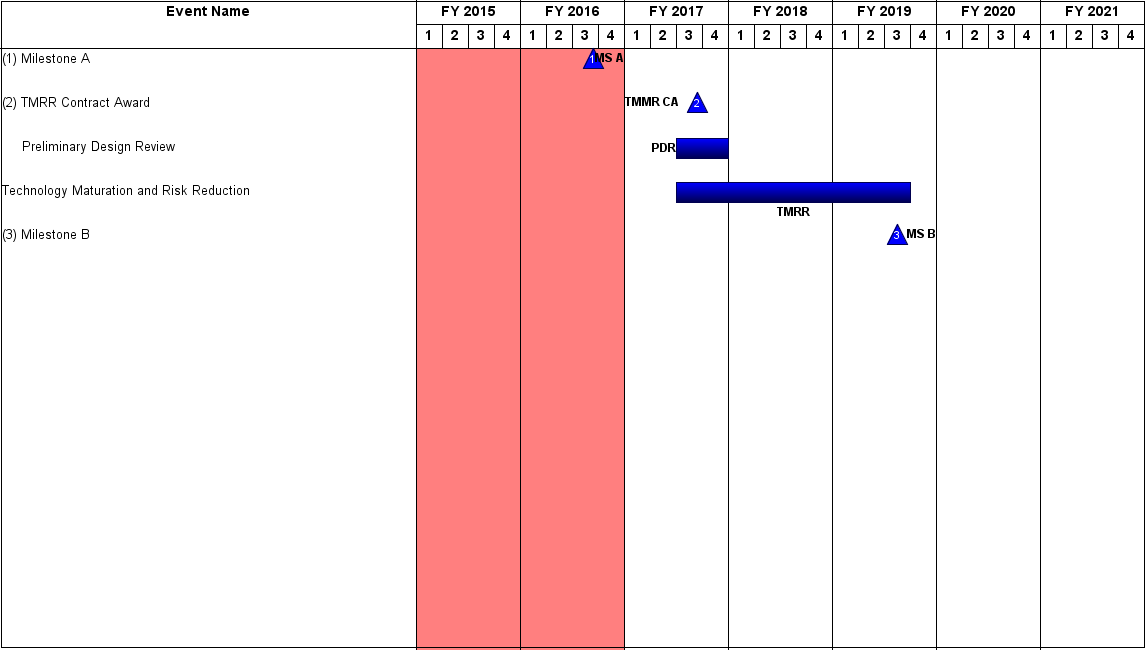 Event Name FY 2015 FY 2016 FY 2017 FY 2018 FY 2019 FY 2020 FY 2021
1 2 3 4 1 2 3 4 1 2 3 4 1 2 3 4 1 2 3 4 1 2 3 4 1 2 3 4
(1) Milestone A 1 MS A
(2) TMRR Contract Award TMMR CA 2
Preliminary Design Review PDR
Technology Maturation and Risk Reduction
TMRR
(3) Milestone B 3 MS B